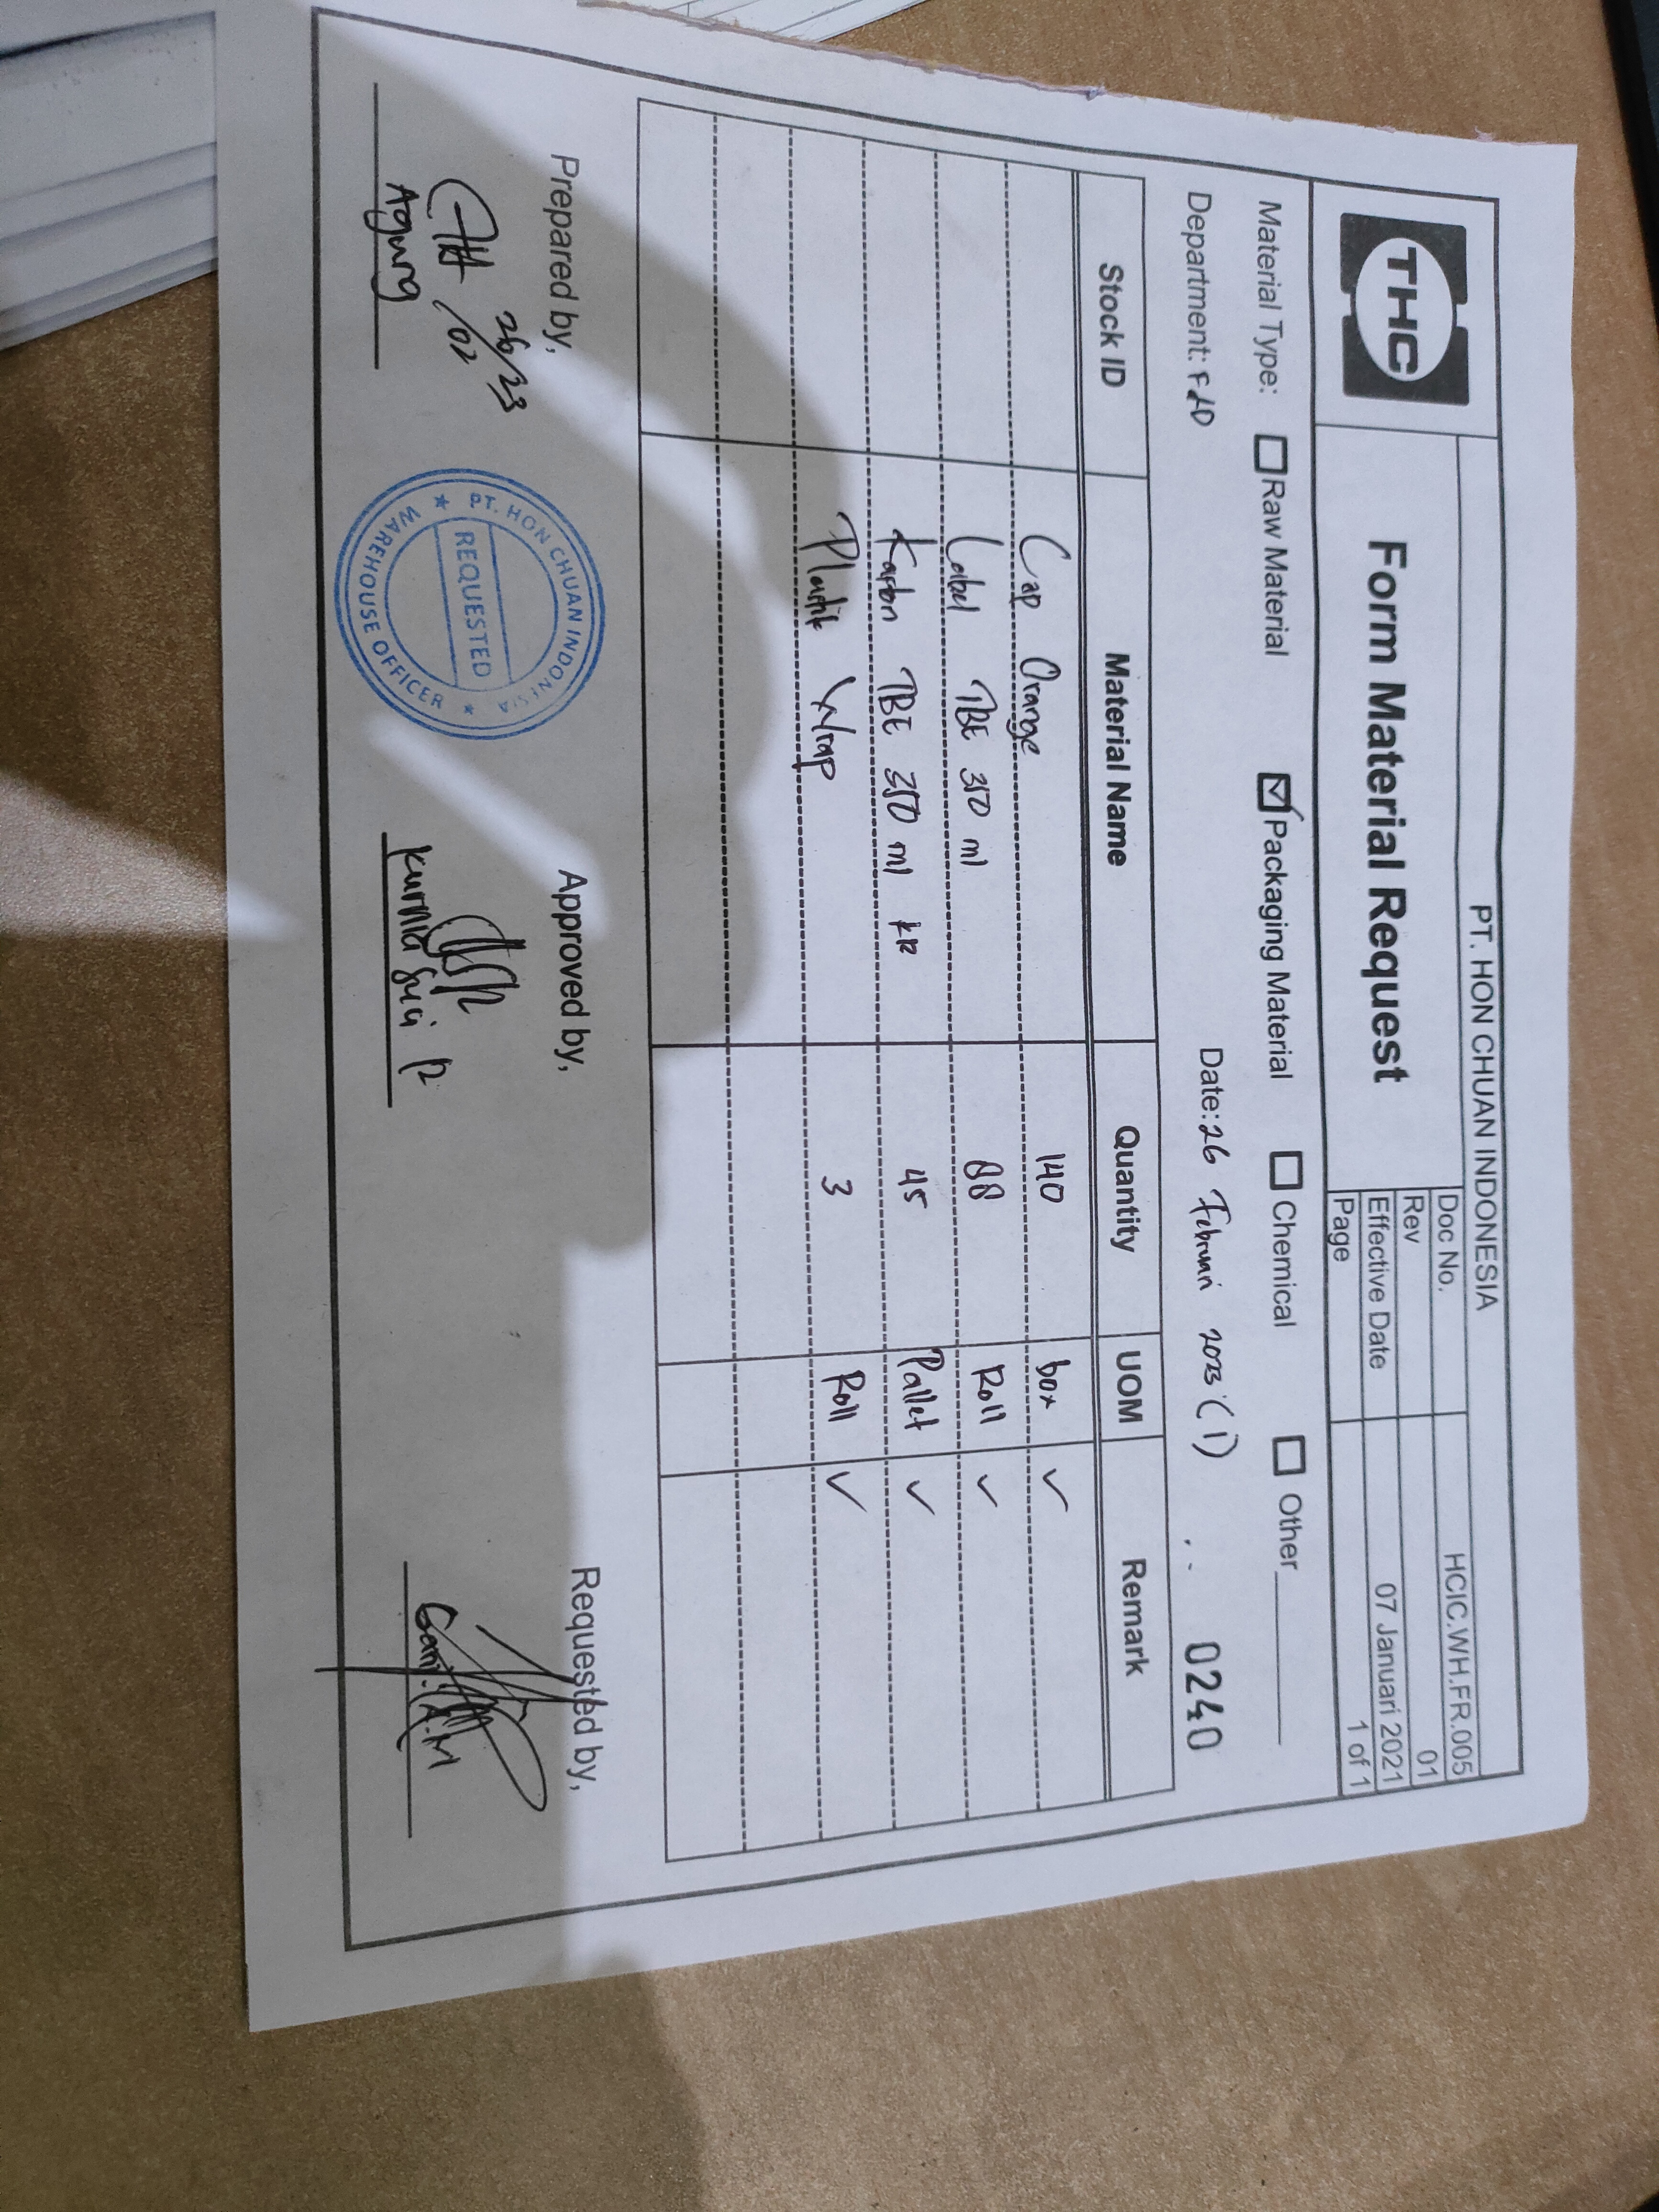 THC
PT. HON CHUAN INDONESIA
Form Material Request
Doc No. HCIC.WH.FR.005
Rev 01
Effective Date 07 Januari 2021
Page 1 of 1
Material Type: Raw Material Packaging Material Chemical Other
Department: Date: 26 Februari 2023 (1) 0240
Stock ID Material Name Quantity UOM Remark
Cap Orange 140 box ✓
Label TBE 350 ml 88 Roll ✓
Karton TBE 350 ml 45 Pallet ✓
Plastik Wrap 3 Roll ✓
Prepared by, Approved by, Requested by,
26/02/23
Agung
PT. HON CHUAN INDONESIA
REQUESTED
WAREHOUSE OFFICER
Kurnia